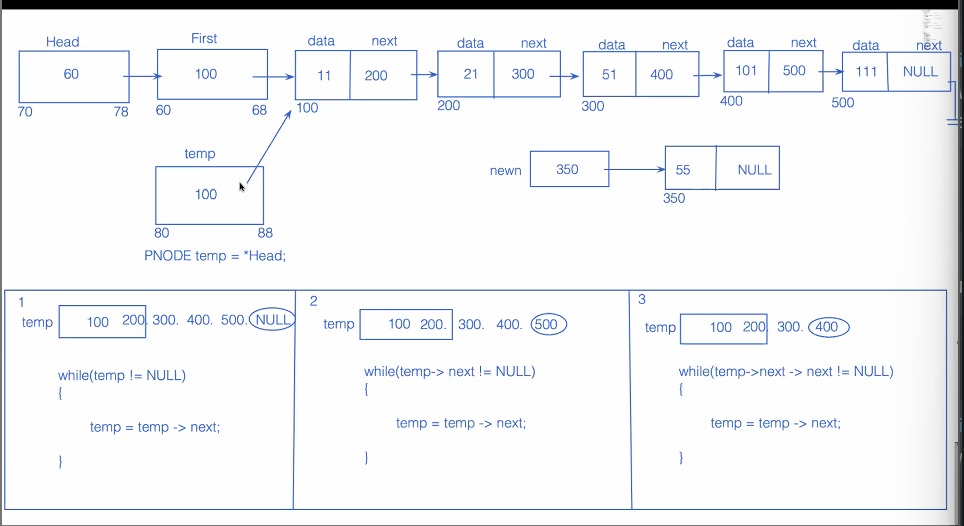 Head First data next data next data next data next data next
60 100 11 200 21 300 51 400 101 500 111 NULL
70 78 60 68 100 200 300 400 500
temp
100
80 88
PNODE temp = *Head;
newn 350 55 NULL
350
1
temp 100 200. 300. 400. 500. NULL
while(temp != NULL)
{
temp = temp -> next;
}
2
temp 100 200. 300. 400. 500
while(temp-> next != NULL)
{
temp = temp -> next;
}
3
temp 100 200. 300. 400
while(temp->next -> next != NULL)
{
temp = temp -> next;
}